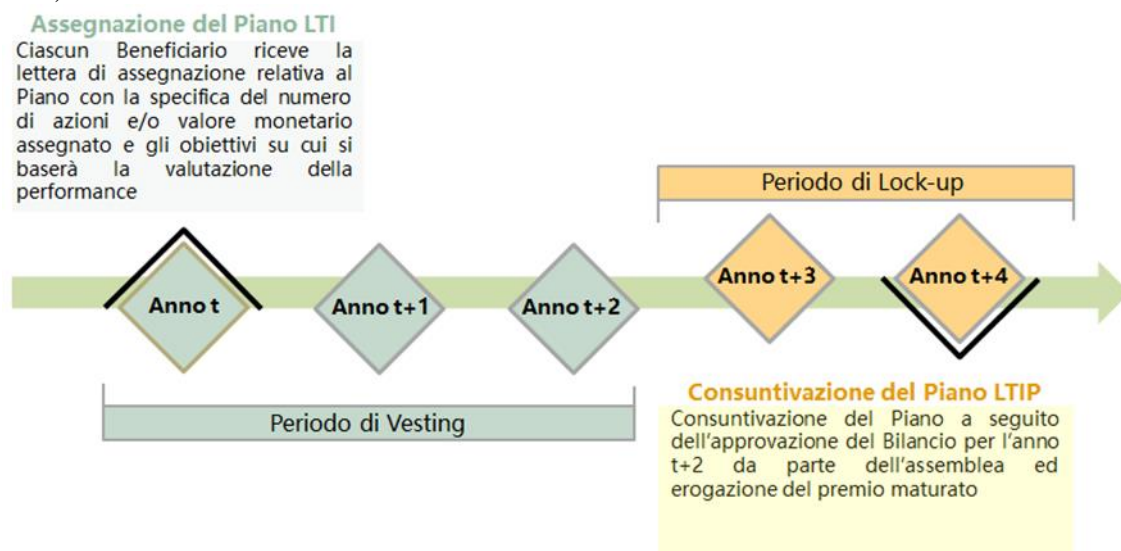 Assegnazione del Piano LTI
Ciascun Beneficiario riceve la
lettera di assegnazione relativa al
Piano con la specifica del numero
di azioni e/o valore monetario
assegnato e gli obiettivi su cui si
baserà la valutazione della
performance
Periodo di Lock-up
Anno t
Anno t+1
Anno t+2
Anno t+3
Anno t+4
Periodo di Vesting
Consuntivazione del Piano LTIP
Consuntivazione del Piano a seguito
dell'approvazione del Bilancio per l'anno
t+2 da parte dell'assemblea ed
erogazione del premio maturato